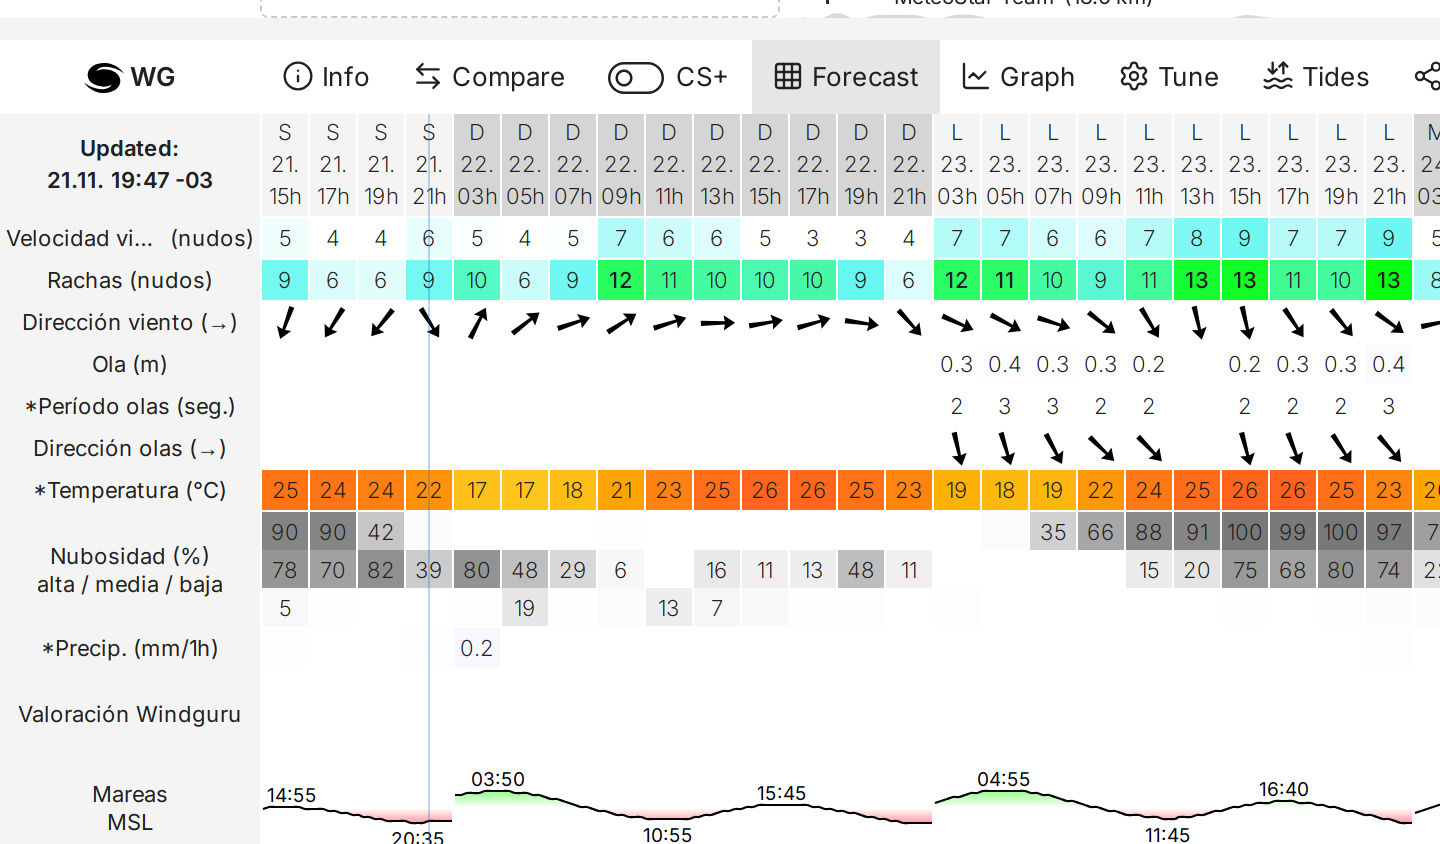 MeteoStar Team (18.0 km)
WG Info Compare CS+ Forecast Graph Tune Tides
Updated:
21.11. 19:47 -03
S S S S D D D D D D D D D D L L L L L L L L L L M
21. 21. 21. 21. 22. 22. 22. 22. 22. 22. 22. 22. 22. 22. 23. 23. 23. 23. 23. 23. 23. 23. 23. 23. 24
15h 17h 19h 21h 03h 05h 07h 09h 11h 13h 15h 17h 19h 21h 03h 05h 07h 09h 11h 13h 15h 17h 19h 21h 03
Velocidad vi... (nudos) 5 4 4 6 5 4 5 7 6 6 5 3 3 4 7 7 6 6 7 8 9 7 7 9 5
Rachas (nudos) 9 6 6 9 10 6 9 12 11 10 10 10 9 6 12 11 10 9 11 13 13 11 10 13 8
Dirección viento (→)
Ola (m) 0.3 0.4 0.3 0.3 0.2 0.2 0.3 0.3 0.4
*Período olas (seg.) 2 3 3 2 2 2 2 2 3
Dirección olas (→)
*Temperatura (°C) 25 24 24 22 17 17 18 21 23 25 26 26 25 23 19 18 19 22 24 25 26 26 25 23 20
90 90 42 35 66 88 91 100 99 100 97 7
Nubosidad (%)
alta / media / baja
78 70 82 39 80 48 29 6 16 11 13 48 11 15 20 75 68 80 74 22
5 19 13 7
*Precip. (mm/1h) 0.2
Valoración Windguru
Mareas
MSL
14:55 03:50 15:45 04:55 16:40
20:35 10:55 11:45